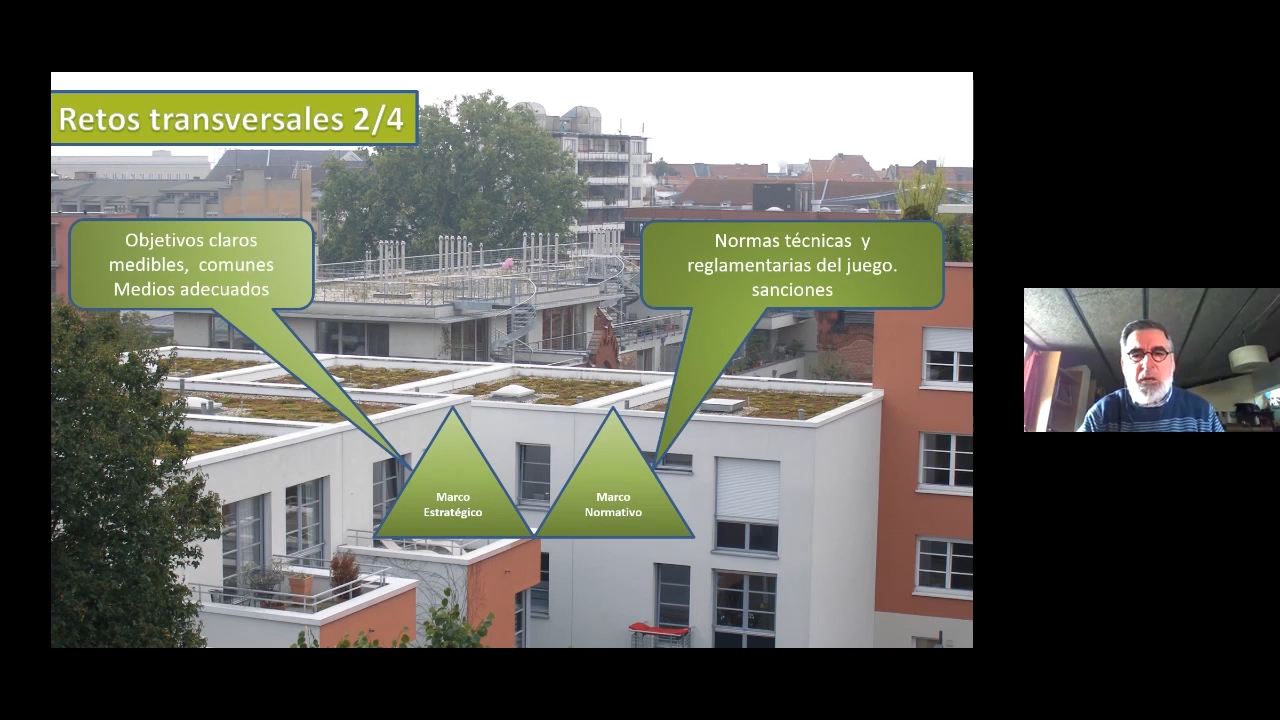 Retos transversales 2/4
Objetivos claros
medibles, comunes
Medios adecuados
Normas técnicas y
reglamentarias del juego.
sanciones
Marco
Estratégico
Marco
Normativo